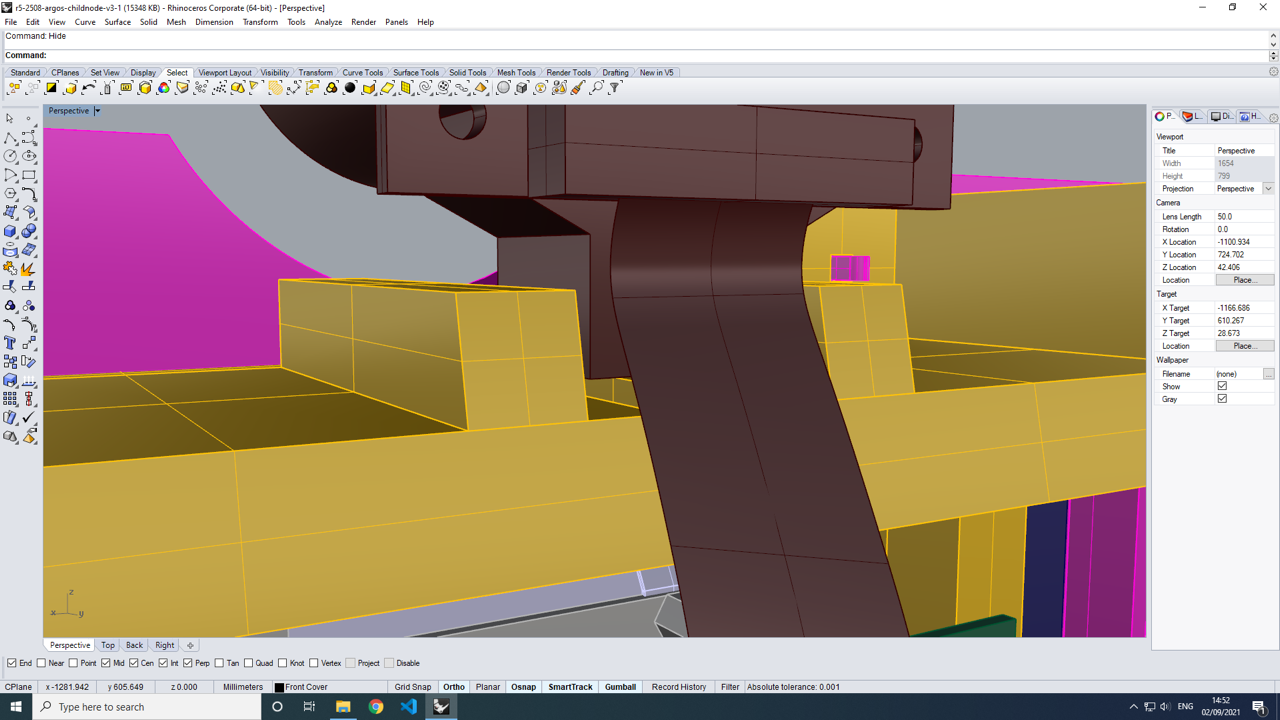 r5-2508-argos-childnode-v3-1 (15348 KB) - Rhinoceros Corporate (64-bit) - [Perspective]
File Edit View Curve Surface Solid Mesh Dimension Transform Tools Analyze Render Panels Help
Command: Hide
Command:
Standard CPlanes Set View Display Select Viewport Layout Visibility Transform Curve Tools Surface Tools Solid Tools Mesh Tools Render Tools Drafting New in V5
Perspective
P... L... Di... H...
Viewport
Title Perspective
Width 1654
Height 799
Projection Perspective
Camera
Lens Length 50.0
Rotation 0.0
X Location -1100.934
Y Location 724.702
Z Location 42.406
Location Place...
Target
X Target -1166.686
Y Target 610.267
Z Target 28.673
Location Place...
Wallpaper
Filename (none) ...
Show
Gray
z
x y
Perspective Top Back Right
End Near Point Mid Cen Int Perp Tan Quad Knot Vertex Project Disable
CPlane x -1281.942 y 605.649 z 0.000 Millimeters Front Cover Grid Snap Ortho Planar Osnap SmartTrack Gumball Record History Filter Absolute tolerance: 0.001
Type here to search
ENG
14:52
02/09/2021
1